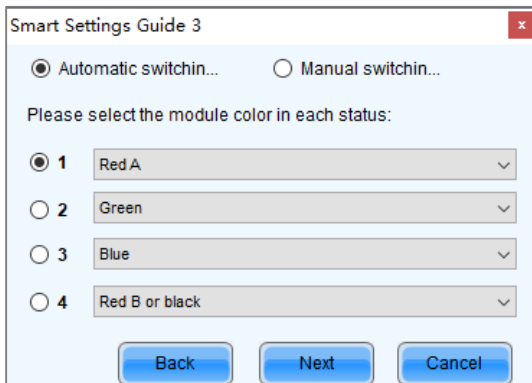 Smart Settings Guide 3 x
Automatic switchin... Manual switchin...
Please select the module color in each status:
1 Red A
2 Green
3 Blue
4 Red B or black
Back Next Cancel